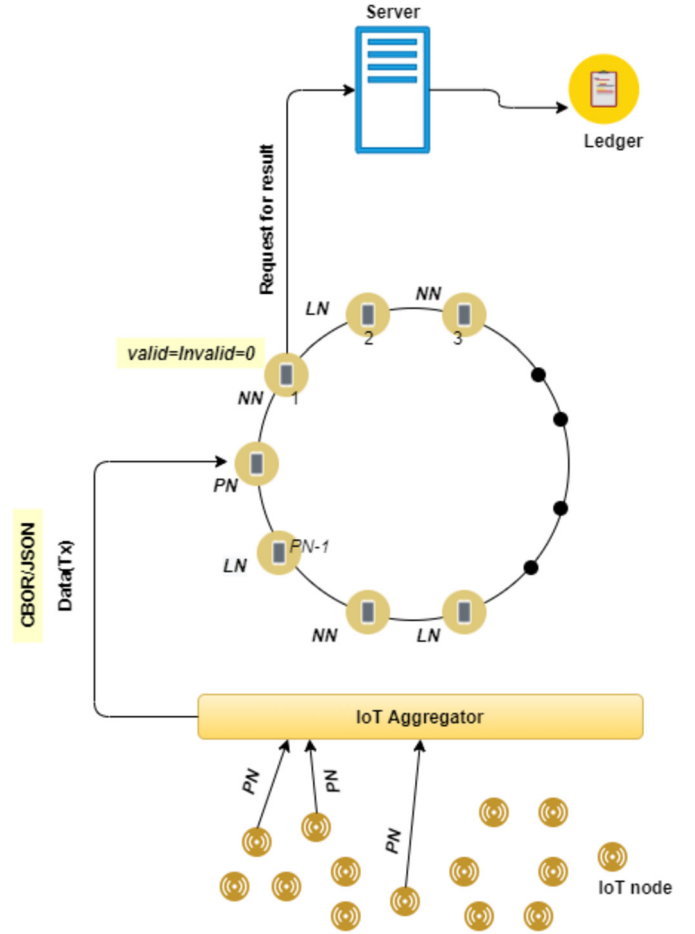 Server
Ledger
Request for result
LN
NN
2
3
valid=Invalid=0
NN
1
PN
PN-1
LN
NN
LN
CBOR/JSON
Data(Tx)
IoT Aggregator
PN
PN
PN
IoT node